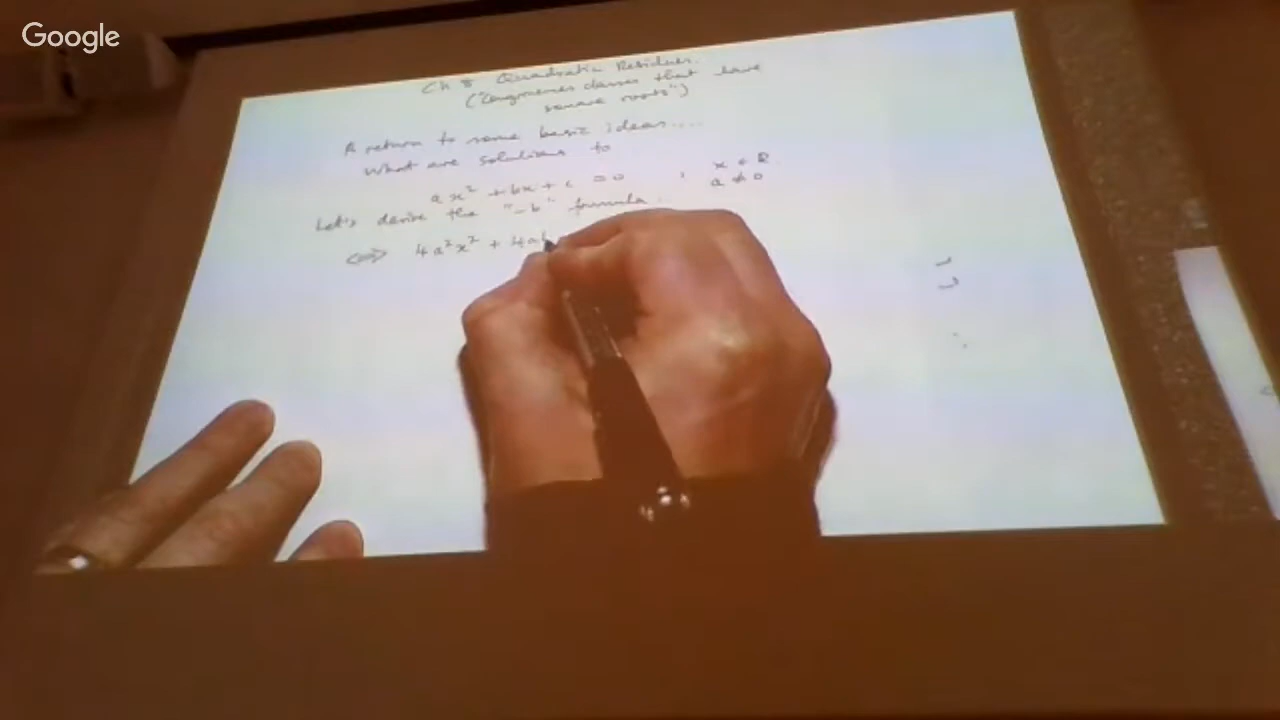 Google
Ch 8 Quadratic Residues.
("Congruences classes that have
square roots")
A return to some basic ideas....
What are solutions to
ax² + bx + c = 0 , x ∈ R
a ≠ 0
Let's derive the "-b" formula.
⇔ 4a²x² + 4ab